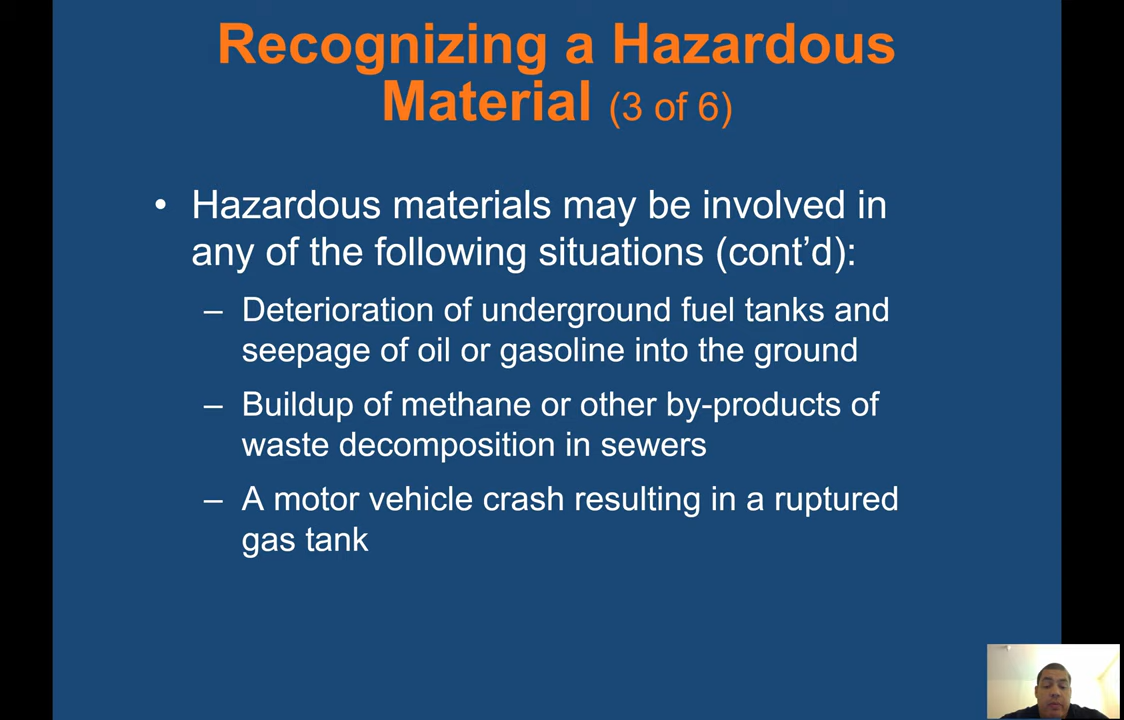 Recognizing a Hazardous
Material (3 of 6)
• Hazardous materials may be involved in
any of the following situations (cont’d):
– Deterioration of underground fuel tanks and
seepage of oil or gasoline into the ground
– Buildup of methane or other by-products of
waste decomposition in sewers
– A motor vehicle crash resulting in a ruptured
gas tank